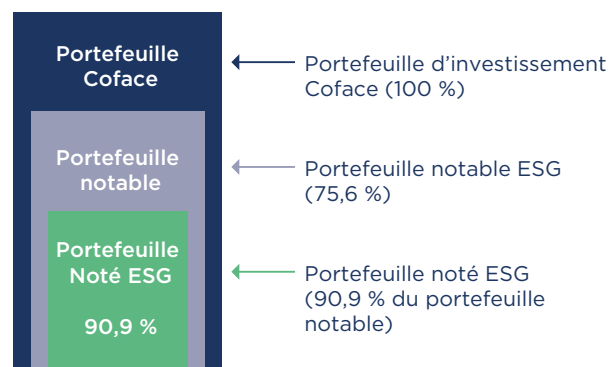 Portefeuille
Coface
Portefeuille d’investissement
Coface (100 %)
Portefeuille
notable
Portefeuille notable ESG
(75,6 %)
Portefeuille
Noté ESG
90,9 %
Portefeuille noté ESG
(90,9 % du portefeuille
notable)